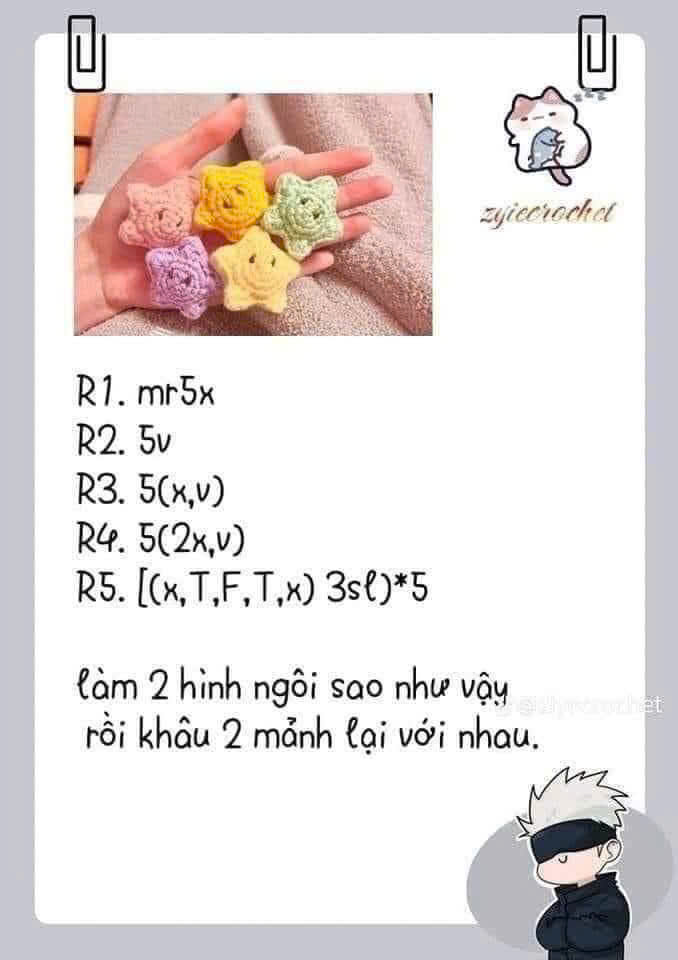 zyiecrochet
R1. mr5x
R2. 5v
R3. 5(x,v)
R4. 5(2x,v)
R5. [(x,T,F,T,x) 3sl)*5
làm 2 hình ngôi sao như vậy
rồi khâu 2 mảnh lại với nhau.